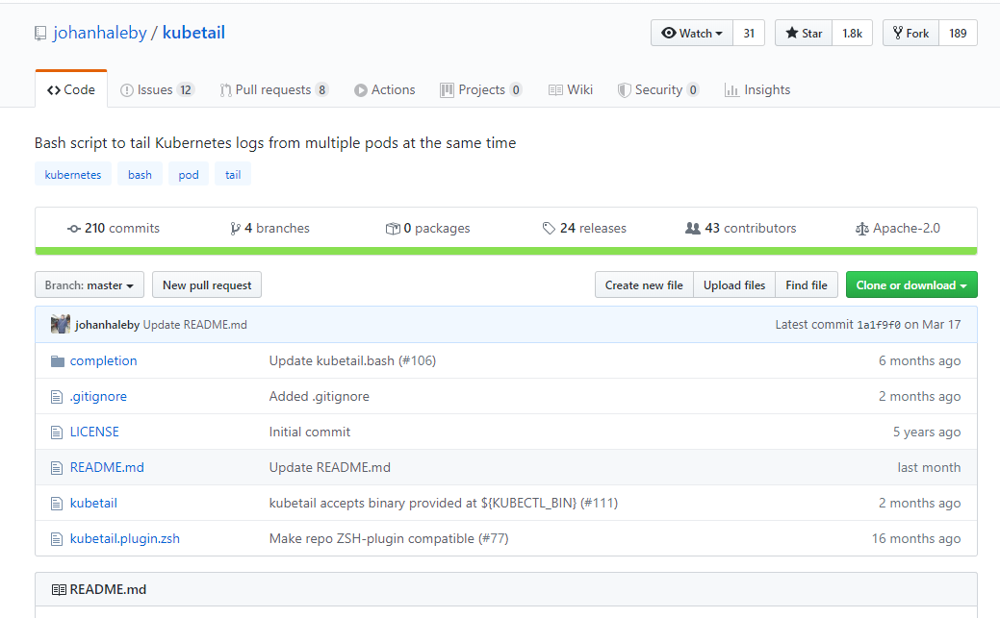 johanhaleby / kubetail
Watch 31 Star 1.8k Fork 189
Code Issues 12 Pull requests 8 Actions Projects 0 Wiki Security 0 Insights
Bash script to tail Kubernetes logs from multiple pods at the same time
kubernetes bash pod tail
210 commits 4 branches 0 packages 24 releases 43 contributors Apache-2.0
Branch: master New pull request Create new file Upload files Find file Clone or download
johanhaleby Update README.md Latest commit 1a1f9f0 on Mar 17
completion Update kubetail.bash (#106) 6 months ago
.gitignore Added .gitignore 2 months ago
LICENSE Initial commit 5 years ago
README.md Update README.md last month
kubetail kubetail accepts binary provided at ${KUBECTL_BIN} (#111) 2 months ago
kubetail.plugin.zsh Make repo ZSH-plugin compatible (#77) 16 months ago
README.md